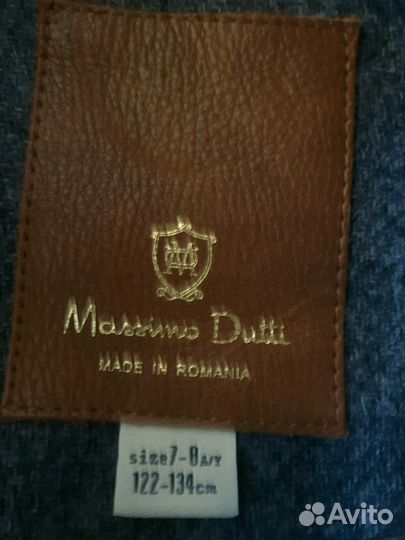 Massimo Dutti
MADE IN ROMANIA
size7-8A/Y
122-134cm
Avito